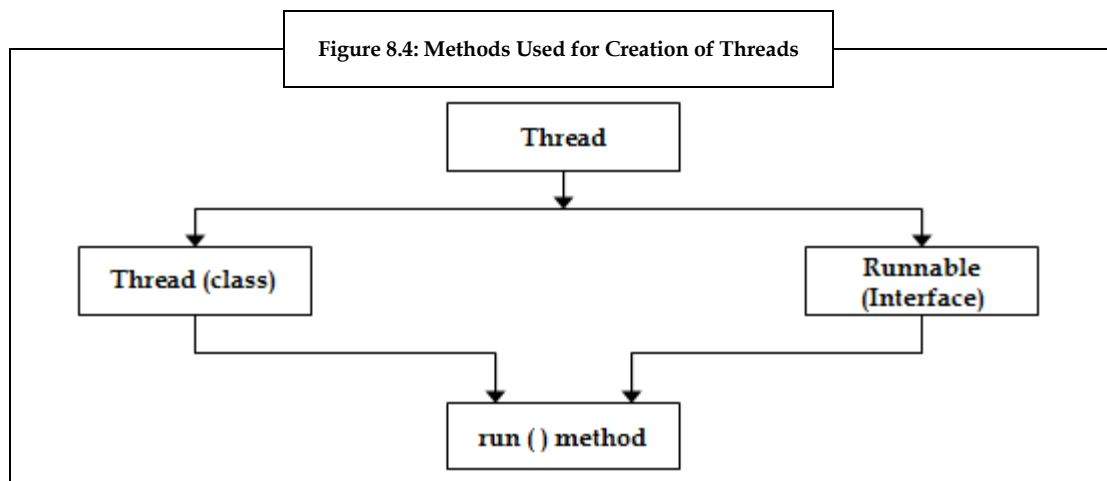 Figure 8.4: Methods Used for Creation of Threads
Thread
Thread (class)
Runnable
(Interface)
run ( ) method